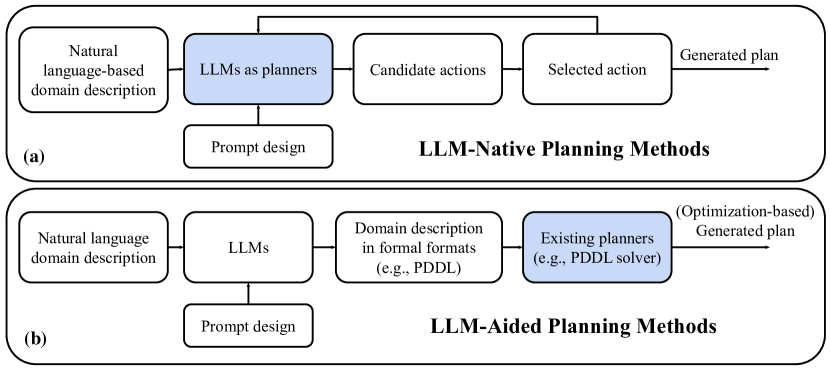 Natural
language-based
domain description
LLMs as planners
Candidate actions
Selected action
Generated plan
Prompt design
(a)
LLM-Native Planning Methods
Natural language
domain description
LLMs
Domain description
in formal formats
(e.g., PDDL)
Existing planners
(e.g., PDDL solver)
(Optimization-based)
Generated plan
Prompt design
(b)
LLM-Aided Planning Methods